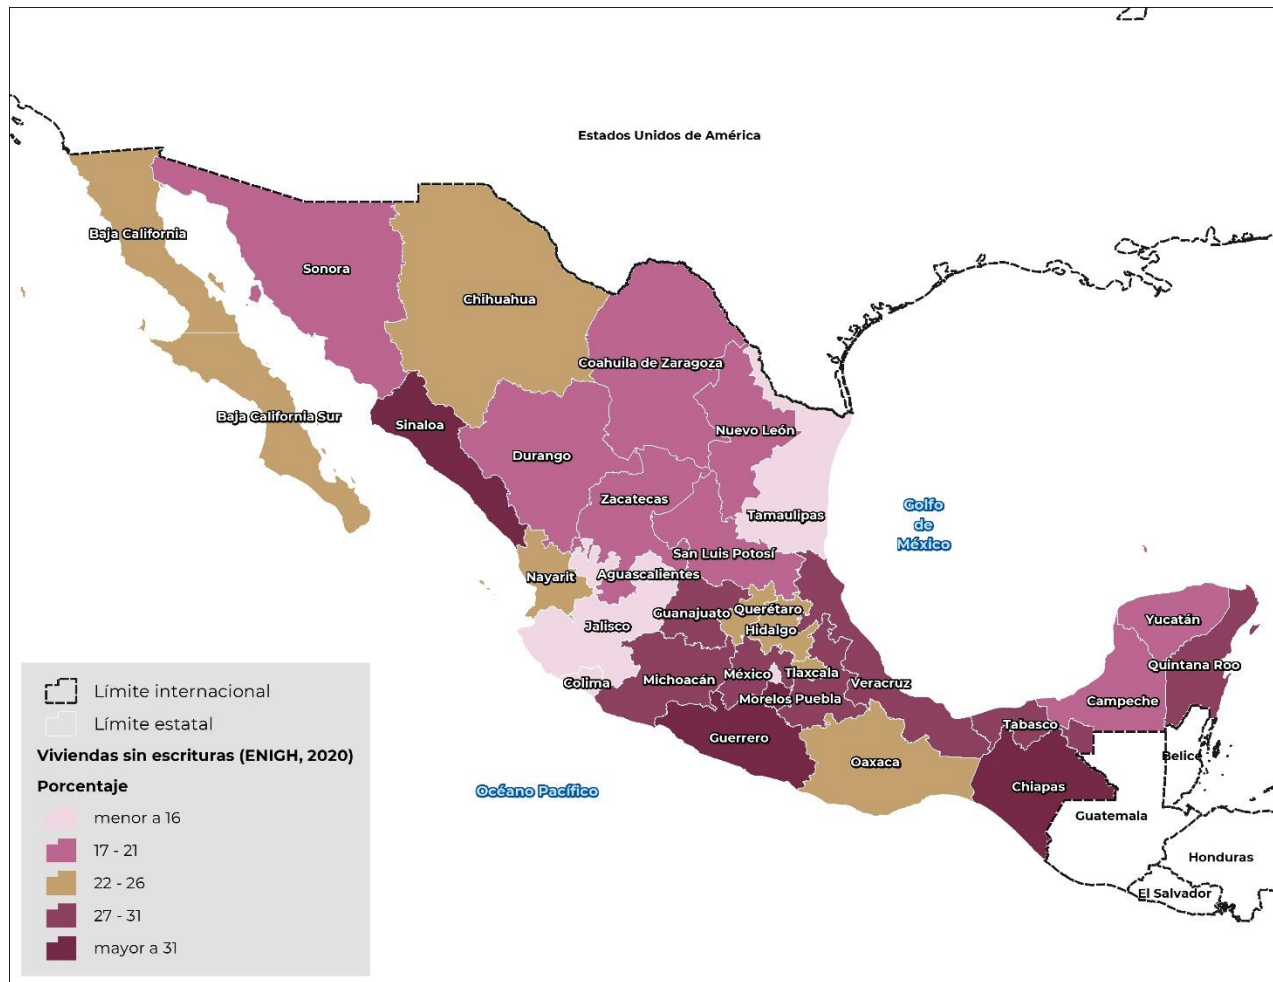 Estados Unidos de América
Baja California
Sonora
Chihuahua
Coahuila de Zaragoza
Baja California Sur
Sinaloa
Nuevo León
Durango
Zacatecas
Tamaulipas
Golfo
de
México
San Luis Potosí
Nayarit
Aguascalientes
Guanajuato
Querétaro
Jalisco
Hidalgo
Yucatán
Quintana Roo
Colima
Michoacán
México
Tlaxcala
Veracruz
Morelos
Puebla
Campeche
Tabasco
Guerrero
Oaxaca
Chiapas
Belice
Océano Pacífico
Guatemala
Honduras
El Salvador
Límite internacional
Límite estatal
Viviendas sin escrituras (ENIGH, 2020)
Porcentaje
menor a 16
17 - 21
22 - 26
27 - 31
mayor a 31